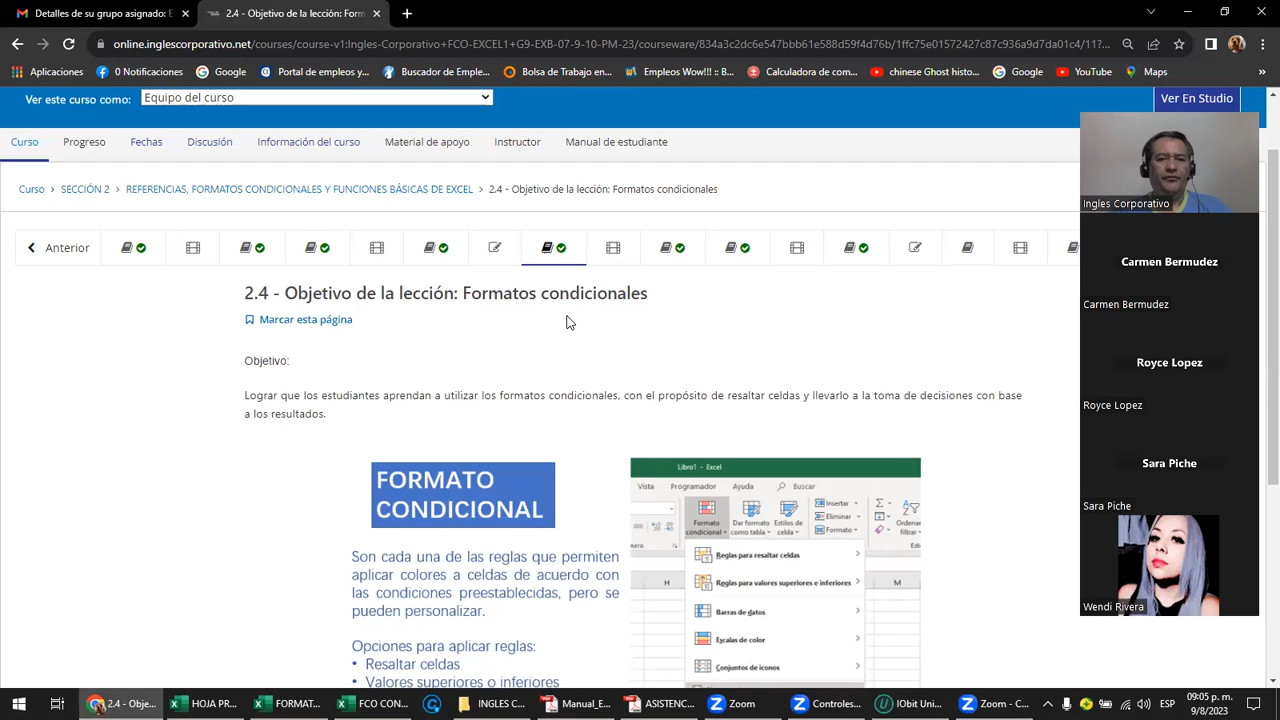 Detalles de asegurados: E
2.4 - Objetivo de la lección: Form
online.inglescorporativo.net/courses/course-v1:Ingles-Corporativo+FCO-EXCEL1+G9-EXB-07-9-10-PM-23/courseware/834a3c2dc6e547bbb61e588d59f4d76b/1ffc75e01572427c87c936a9d7da01c4/117...
Aplicaciones
0 Notificaciones
Google
Portal de empleos y...
Buscador de Emple...
Bolsa de Trabajo de...
Empleos Wow!!! :: B...
Calculadora de com...
chinese Ghost histor...
Google
YouTube
Maps
Ver este curso como:
Equipo del curso
Ver En Studio
Curso
Progreso
Fechas
Discusión
Información del curso
Material de apoyo
Instructor
Manual de estudiante
Curso > SECCIÓN 2 > REFERENCIAS, FORMATOS CONDICIONALES Y FUNCIONES BÁSICAS DE EXCEL > 2.4 - Objetivo de la lección: Formatos condicionales
Anterior
2.4 - Objetivo de la lección: Formatos condicionales
Marcar esta página
Objetivo:
Lograr que los estudiantes aprendan a utilizar los formatos condicionales, con el propósito de resaltar celdas y llevarlo a la toma de decisiones con base
a los resultados.
FORMATO
CONDICIONAL
Son cada una de las reglas que permiten
aplicar colores a celdas de acuerdo con
las condiciones preestablecidas, pero se
pueden personalizar.
Opciones para aplicar reglas:
• Resaltar celdas
• Valores superiores o inferiores
Libro1 - Excel
Vista
Programador
Ayuda
Buscar
Formato
condicional
Dar formato
como tabla
Estilos de
celda
Insertar
Eliminar
Formato
Ordenar
H
M
Reglas para resaltar celdas
Reglas para valores superiores e inferiores
Barras de datos
Escalas de color
Conjuntos de iconos
Ingles Corporativo
Carmen Bermudez
Carmen Bermudez
Royce Lopez
Royce Lopez
Sara Piche
Sara Piche
Wendi Rivera
2.4 - Obje...
MEDIA PR...
FORMAT...
FCO CON...
INGLES C...
Manual_E...
ASISTENC...
Zoom
Controles...
IObit Uni...
Zoom - C...
ESP
09:05 p. m.
9/8/2023